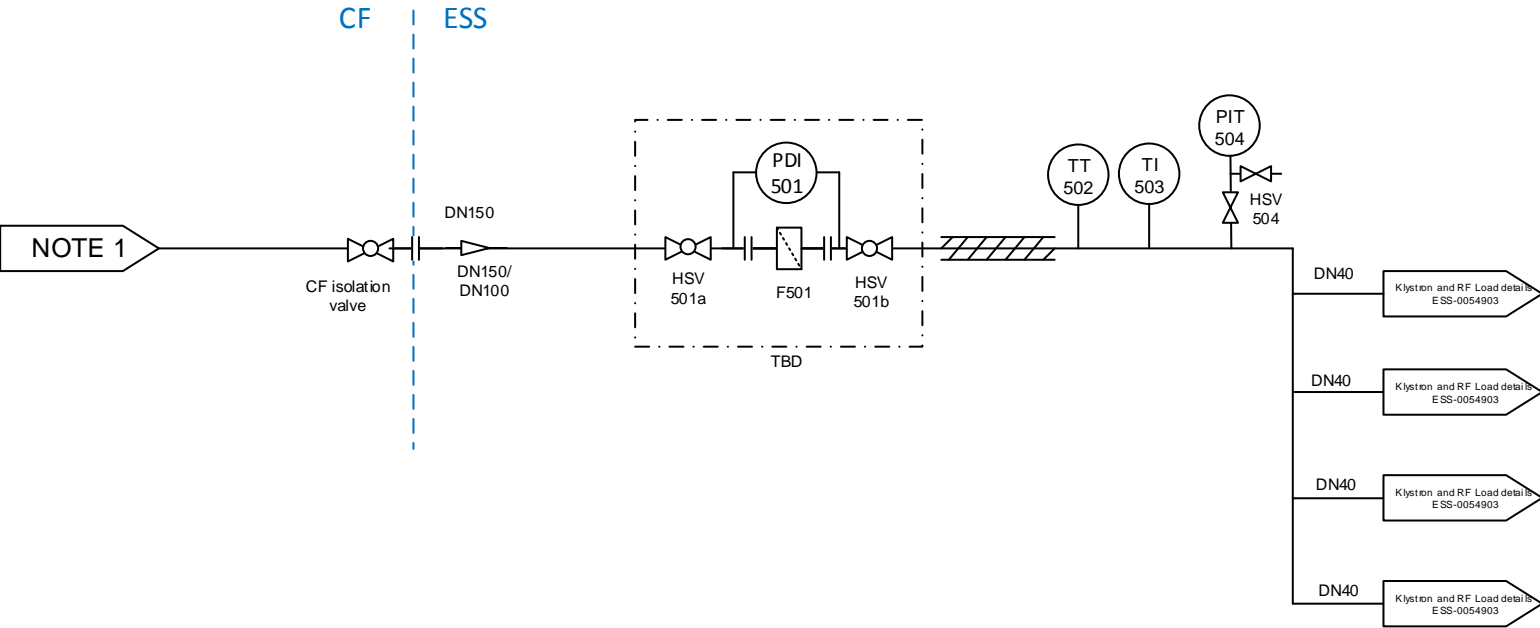 CF
ESS
NOTE 1
CF isolation
valve
DN150
DN150/
DN100
PDI
501
HSV
501a
F501
HSV
501b
TBD
TT
502
TI
503
PIT
504
HSV
504
DN40
Klystron and RF Load details
ESS-0054903
DN40
Klystron and RF Load details
ESS-0054903
DN40
Klystron and RF Load details
ESS-0054903
DN40
Klystron and RF Load details
ESS-0054903